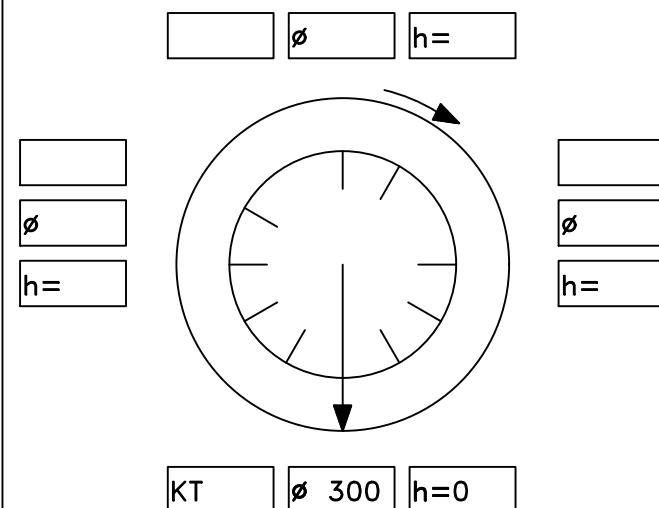 ø h=
ø ø
h= h=
KT ø 300 h=0